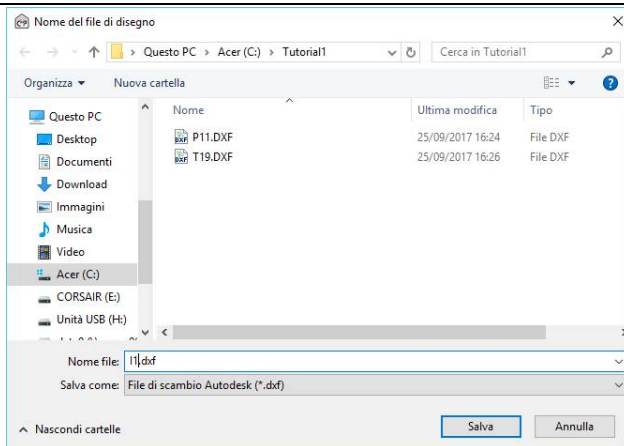 Nome del file di disegno
Questo PC > Acer (C:) > Tutorial1
Cerca in Tutorial1
Organizza
Nuova cartella
Questo PC
Desktop
Documenti
Download
Immagini
Musica
Video
Acer (C:)
CORSAIR (E:)
Unità USB (H:)
Nome Ultima modifica Tipo
P11.DXF 25/09/2017 16:24 File DXF
T19.DXF 25/09/2017 16:26 File DXF
Nome file: I1.dxf
Salva come: File di scambio Autodesk (*.dxf)
Nascondi cartelle
Salva
Annulla